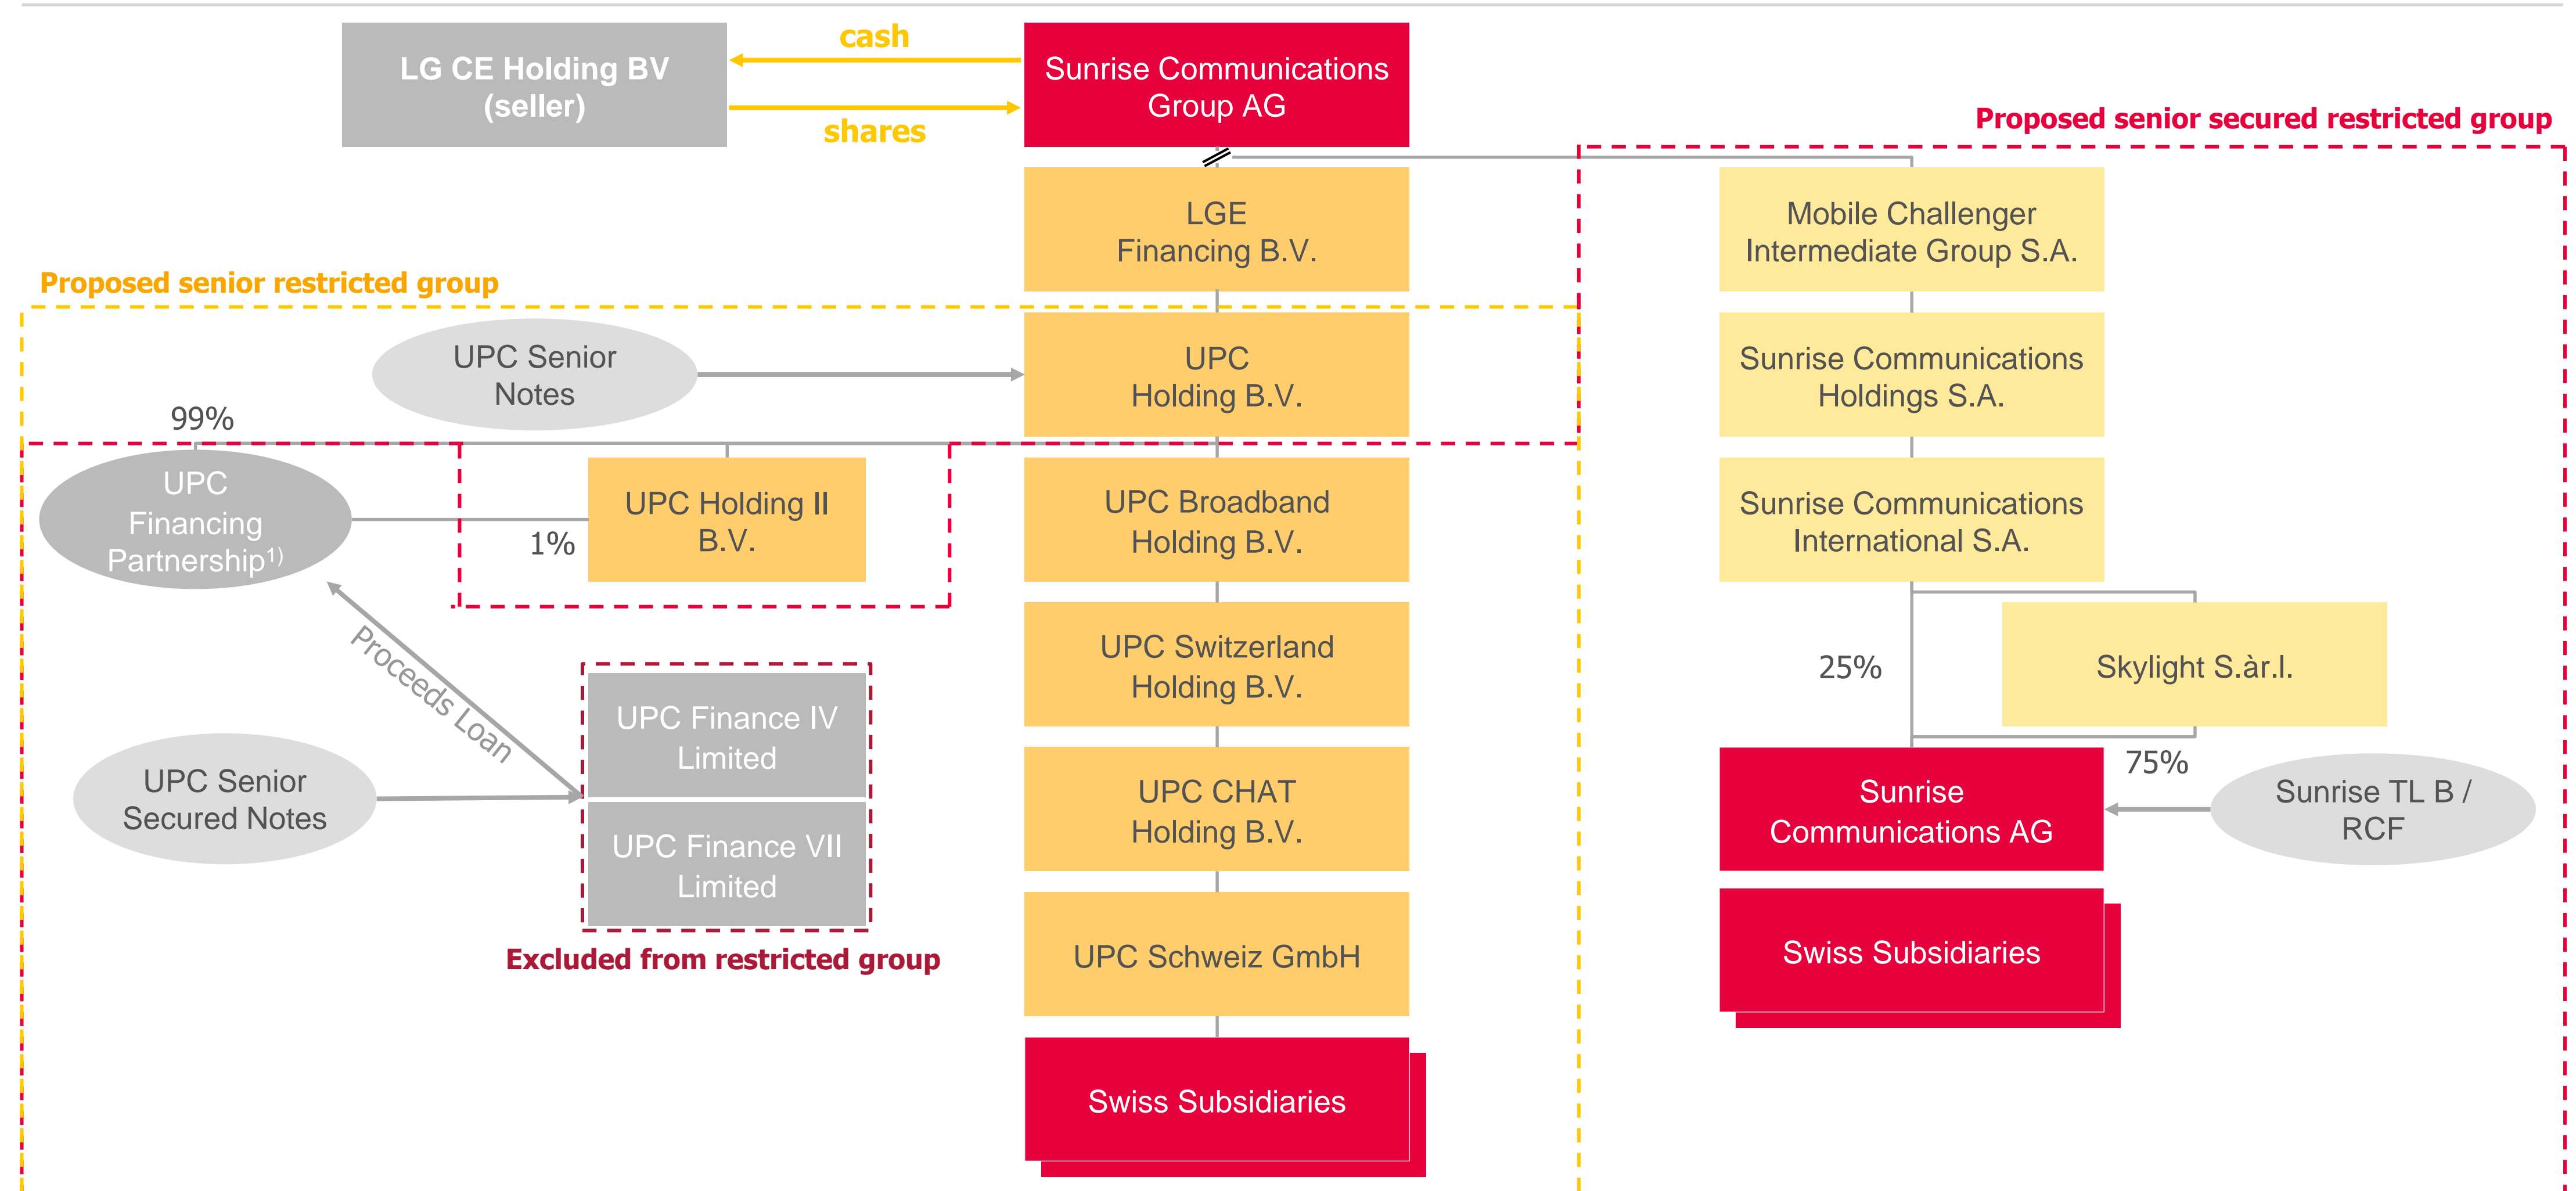 cash
LG CE Holding BV
(seller)
Sunrise Communications
Group AG
shares
Proposed senior secured restricted group
LGE
Financing B.V.
Mobile Challenger
Intermediate Group S.A.
Proposed senior restricted group
UPC Senior
Notes
UPC
Holding B.V.
Sunrise Communications
Holdings S.A.
99%
UPC
Financing
Partnership1)
1%
UPC Holding II
B.V.
UPC Broadband
Holding B.V.
Sunrise Communications
International S.A.
Proceeds Loan
UPC Switzerland
Holding B.V.
25%
Skylight S.àr.l.
UPC Finance IV
Limited
UPC Senior
Secured Notes
UPC CHAT
Holding B.V.
75%
Sunrise
Communications AG
Sunrise TL B /
RCF
UPC Finance VII
Limited
Excluded from restricted group
UPC Schweiz GmbH
Swiss Subsidiaries
Swiss Subsidiaries